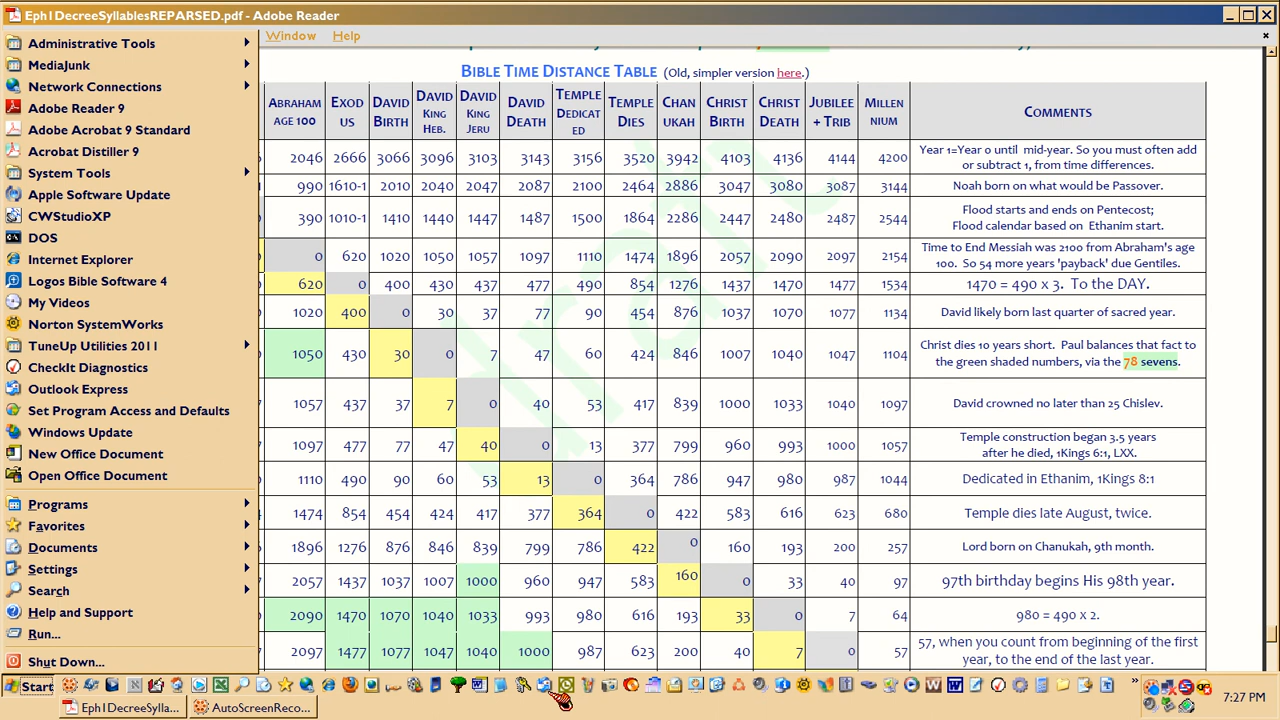 Eph1DecreeSyllablesREPARSED.pdf - Adobe Reader
Window Help
Administrative Tools
MediaJunk
Network Connections
Adobe Reader 9
Adobe Acrobat 9 Standard
Acrobat Distiller 9
System Tools
Apple Software Update
CWStudioXP
DOS
Internet Explorer
Logos Bible Software 4
My Videos
Norton SystemWorks
TuneUp Utilities 2011
CheckIt Diagnostics
Outlook Express
Set Program Access and Defaults
Windows Update
New Office Document
Open Office Document
Programs
Favorites
Documents
Settings
Search
Help and Support
Run...
Shut Down...
BIBLE TIME DISTANCE TABLE (Old, simpler version here.)
ABRAHAM AGE 100 EXOD US DAVID BIRTH DAVID KING HEB. DAVID KING JERU DAVID DEATH TEMPLE DEDICAT ED TEMPLE DIES CHAN UKAH CHRIST BIRTH CHRIST DEATH JUBILEE + TRIB MILLEN NIUM COMMENTS
2046 2666 3066 3096 3103 3143 3156 3520 3942 4103 4136 4144 4200 Year 1=Year 0 until mid-year. So you must often add
or subtract 1, from time differences.
990 1610-1 2010 2040 2047 2087 2100 2464 2886 3047 3080 3087 3144 Noah born on what would be Passover.
390 1010-1 1410 1440 1447 1487 1500 1864 2286 2447 2480 2487 2544 Flood starts and ends on Pentecost;
Flood calendar based on Ethanim start.
0 620 1020 1050 1057 1097 1110 1474 1896 2057 2090 2097 2154 Time to End Messiah was 2100 from Abraham's age
100. So 54 more years 'payback' due Gentiles.
620 0 400 430 437 477 490 854 1276 1437 1470 1477 1534 1470 = 490 x 3. To the DAY.
1020 400 0 30 37 77 90 454 876 1037 1070 1077 1134 David likely born last quarter of sacred year.
1050 430 30 0 7 47 60 424 846 1007 1040 1047 1104 Christ dies 10 years short. Paul balances that fact to
the green shaded numbers, via the 78 sevens.
1057 437 37 7 0 40 53 417 839 1000 1033 1040 1097 David crowned no later than 25 Chislev.
1097 477 77 47 40 0 13 377 799 960 993 1000 1057 Temple construction began 3.5 years
after he died, 1Kings 6:1, LXX.
1110 490 90 60 53 13 0 364 786 947 980 987 1044 Dedicated in Ethanim, 1Kings 8:1
1474 854 454 424 417 377 364 0 422 583 616 623 680 Temple dies late August, twice.
1896 1276 876 846 839 799 786 422 0 160 193 200 257 Lord born on Chanukah, 9th month.
2057 1437 1037 1007 1000 960 947 583 160 0 33 40 97 97th birthday begins His 98th year.
2090 1470 1070 1040 1033 993 980 616 193 33 0 7 64 980 = 490 x 2.
2097 1477 1077 1047 1040 1000 987 623 200 40 7 0 57 57, when you count from beginning of the first
year, to the end of the last year.
draft
Start
7:27 PM
Eph1DecreeSylla...
AutoScreenReco...